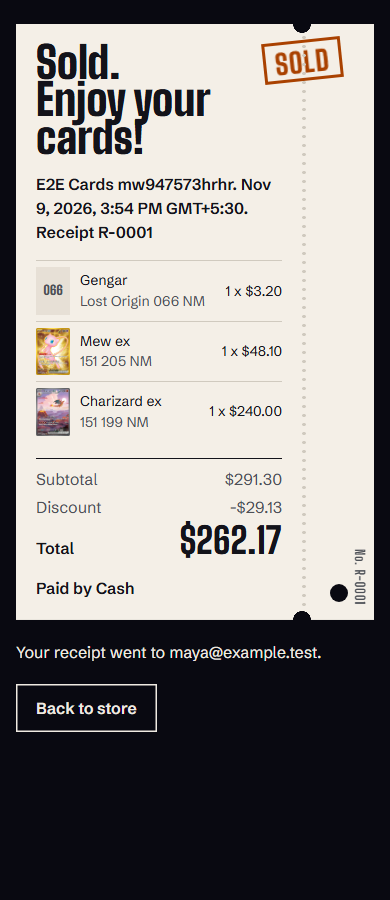 Sold.
Enjoy your
cards!
SOLD
E2E Cards mw947573hrhr. Nov
9, 2026, 3:54 PM GMT+5:30.
Receipt R-0001
066
Gengar
Lost Origin 066 NM
1 x $3.20
Mew ex
151 205 NM
1 x $48.10
Charizard ex
151 199 NM
1 x $240.00
Subtotal
$291.30
Discount
-$29.13
Total
$262.17
Paid by Cash
No. R-0001
Your receipt went to maya@example.test.
Back to store